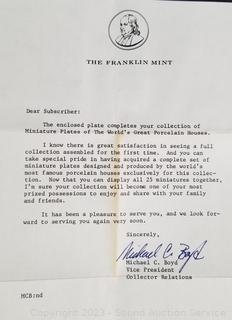 THE FRANKLIN MINT
Dear Subscriber:
The enclosed plate completes your collection of
Miniature Plates of The World's Great Porcelain Houses.
I know there is great satisfaction in seeing a full
collection assembled for the first time. And you can
take special pride in having acquired a complete set of
miniature plates designed and produced by the world's
most famous porcelain houses exclusively for this collec-
tion. Now that you can display all 25 miniatures together,
I'm sure your collection will become one of your most
prized possessions to enjoy and share with your family
and friends.
It has been a pleasure to serve you, and we look for-
ward to serving you again very soon.
Sincerely,
Michael C. Boyd
Michael C. Boyd
Vice President
Collector Relations
MCB:nd